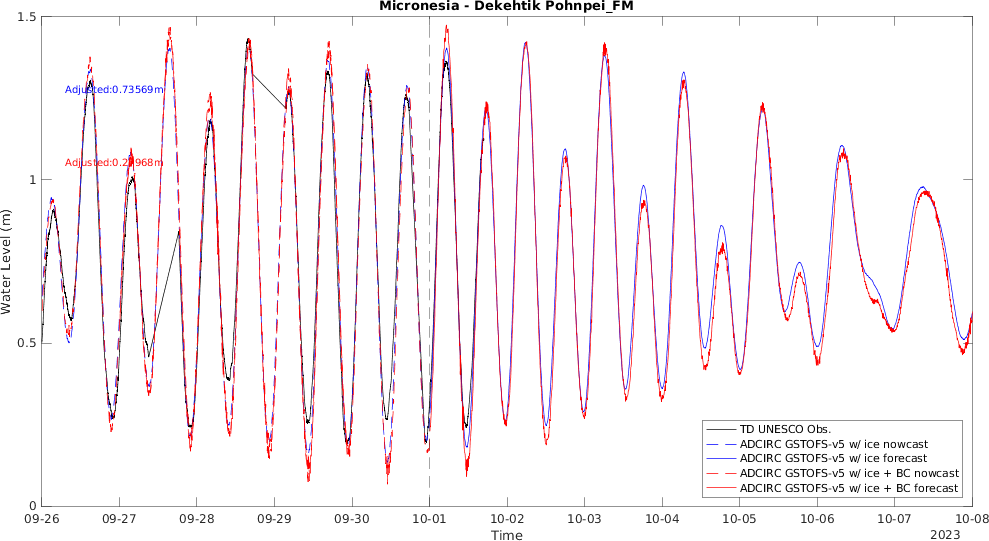 Micronesia - Dekehtik Pohnpei_FM
1.5
1
0.5
0
Water Level (m)
Adjusted:0.73569m
Adjusted:0.27968m
TD UNESCO Obs.
ADCIRC GSTOFS-v5 w/ ice nowcast
ADCIRC GSTOFS-v5 w/ ice forecast
ADCIRC GSTOFS-v5 w/ ice + BC nowcast
ADCIRC GSTOFS-v5 w/ ice + BC forecast
09-26 09-27 09-28 09-29 09-30 10-01 10-02 10-03 10-04 10-05 10-06 10-07 10-08
Time
2023